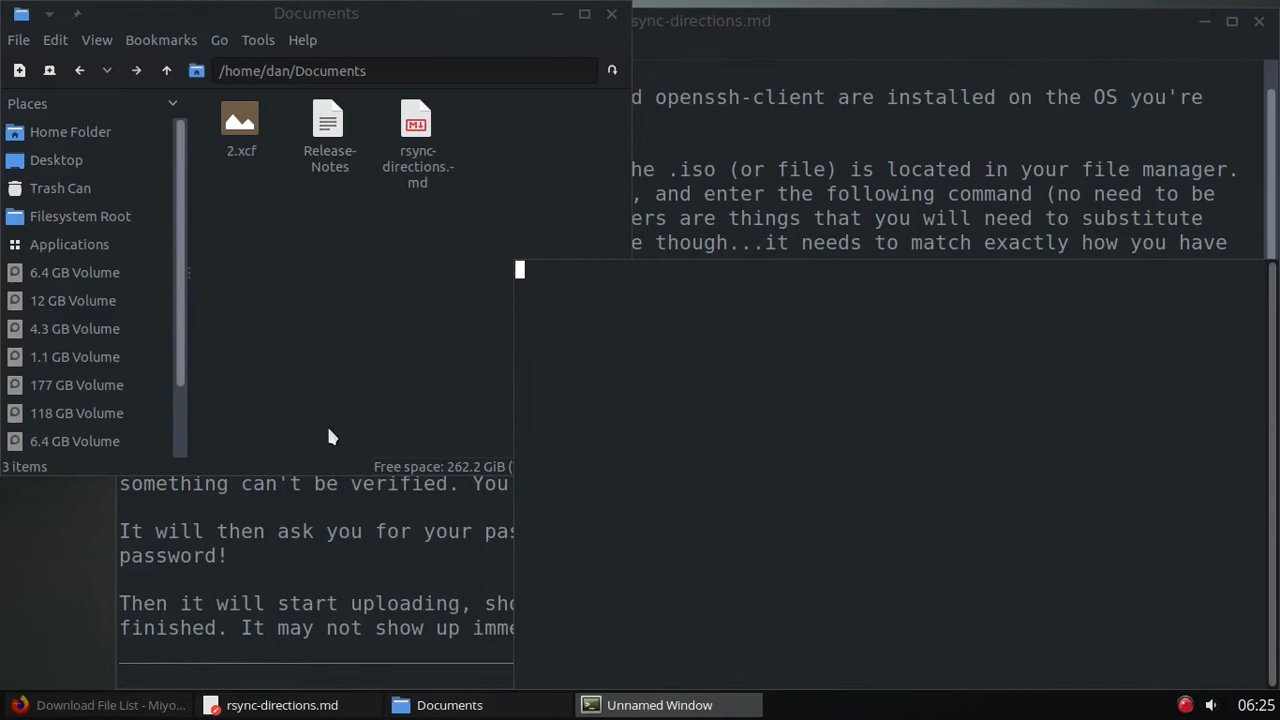 Documents
File Edit View Bookmarks Go Tools Help
/home/dan/Documents
Places
Home Folder
Desktop
Trash Can
Filesystem Root
Applications
6.4 GB Volume
12 GB Volume
4.3 GB Volume
1.1 GB Volume
177 GB Volume
118 GB Volume
6.4 GB Volume
2.xcf
Release-
Notes
rsync-
directions.-
md
3 items
Free space: 262.2 GiB (
sync-directions.md
d openssh-client are installed on the OS you're
he .iso (or file) is located in your file manager.
, and enter the following command (no need to be
ers are things that you will need to substitute
e though...it needs to match exactly how you have
something can't be verified. You
It will then ask you for your pas
password!
Then it will start uploading, sho
finished. It may not show up imme
Download File List - Miyo...
rsync-directions.md
Documents
Unnamed Window
06:25